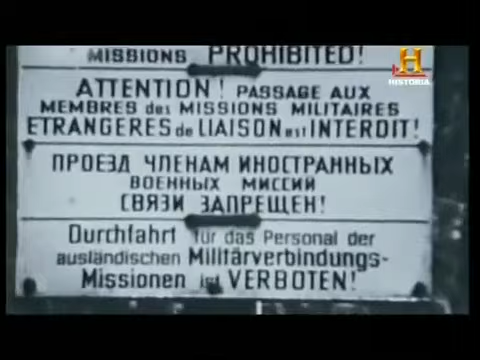 MISSIONS PROHIBITED!
H
HISTORIA
ATTENTION! PASSAGE AUX
MEMBRES des MISSIONS MILITAIRES
ETRANGERES de LIAISON est INTERDIT!
ПРОЕЗД ЧЛЕНАМ ИНОСТРАННЫХ
ВОЕННЫХ МИССИЙ
СВЯЗИ ЗАПРЕЩЕН!
Durchfahrt für das Personal der
ausländischen Militärverbindungs-
Missionen ist VERBOTEN!